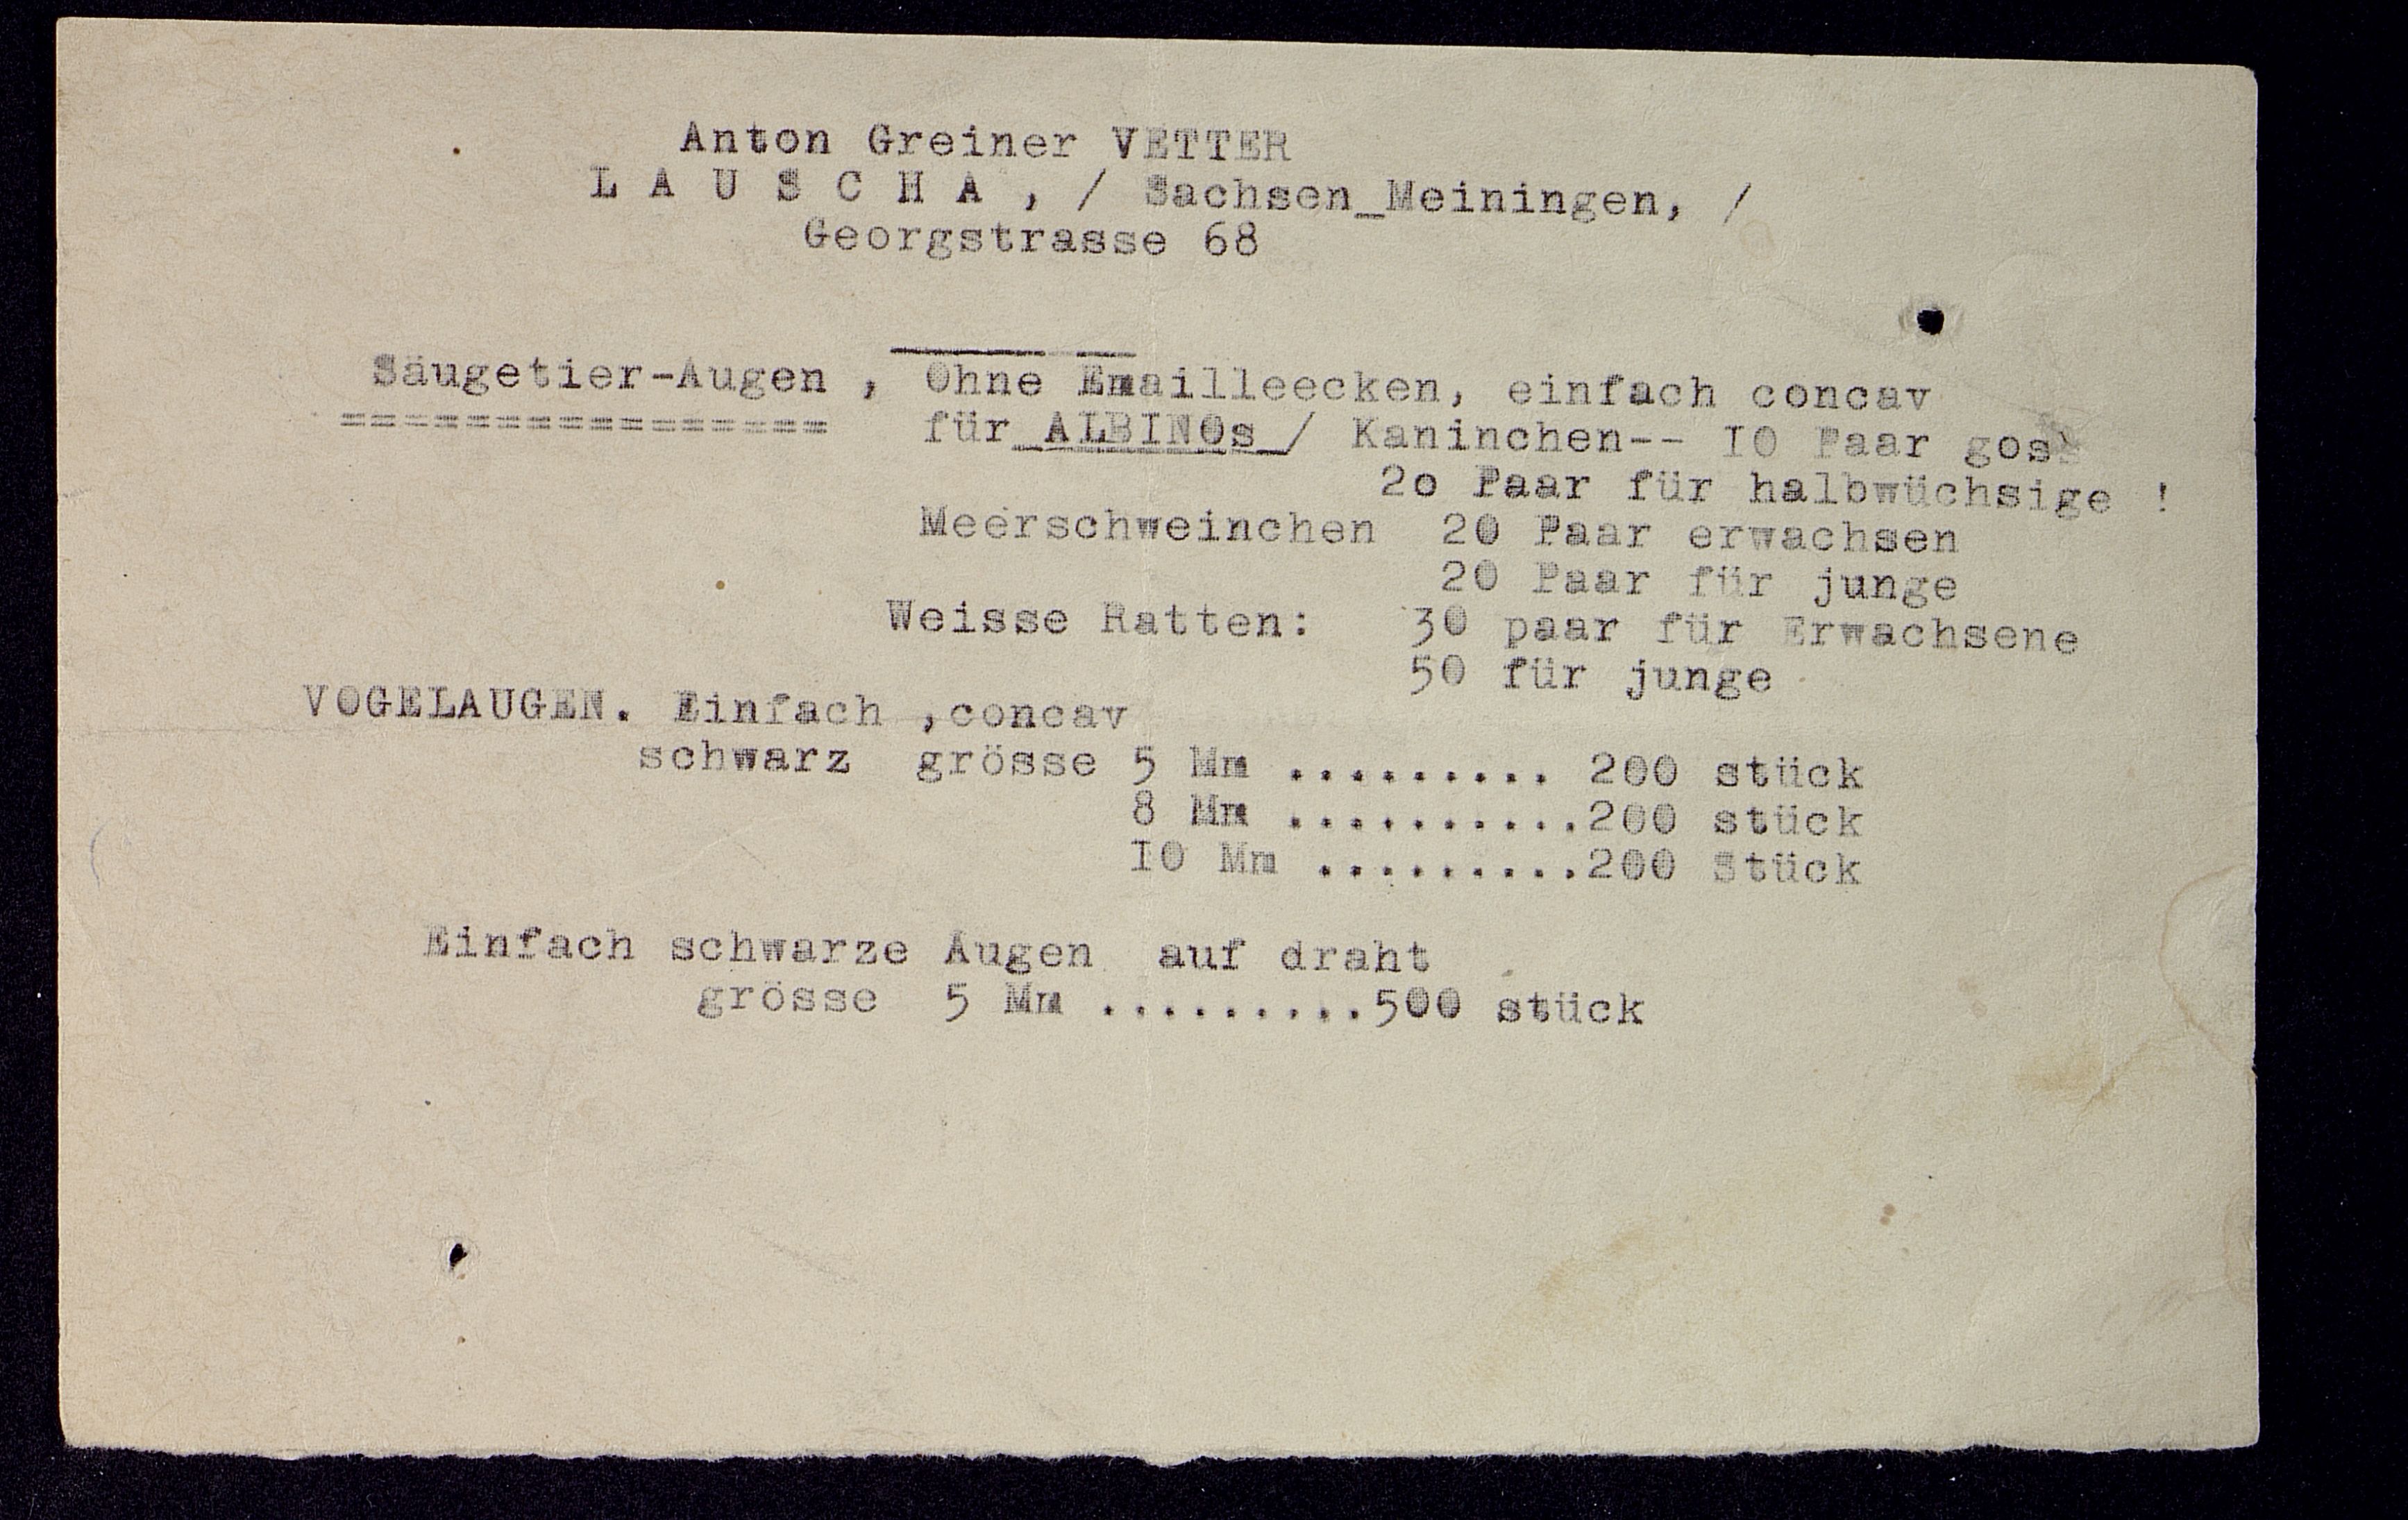 Anton Greiner VETTER
L A U S C H A , / Sachsen_Meiningen, /
Georgstrasse 68
Säugetier-Augen , Ohne Emailleecken, einfach concav
================ für ALBINOs / Kaninchen-- IO Paar gos
2o Paar für halbwüchsige !
Meerschweinchen 20 Paar erwachsen
20 Paar für junge
Weisse Ratten: 30 paar für Erwachsene
50 für junge
VOGELAUGEN. Einfach ,concav
schwarz grösse 5 Mm ......... 200 stück
8 Mm ..........200 stück
IO Mm .........200 Stück
Einfach schwarze Augen auf draht
grösse 5 Mm .........500 stück